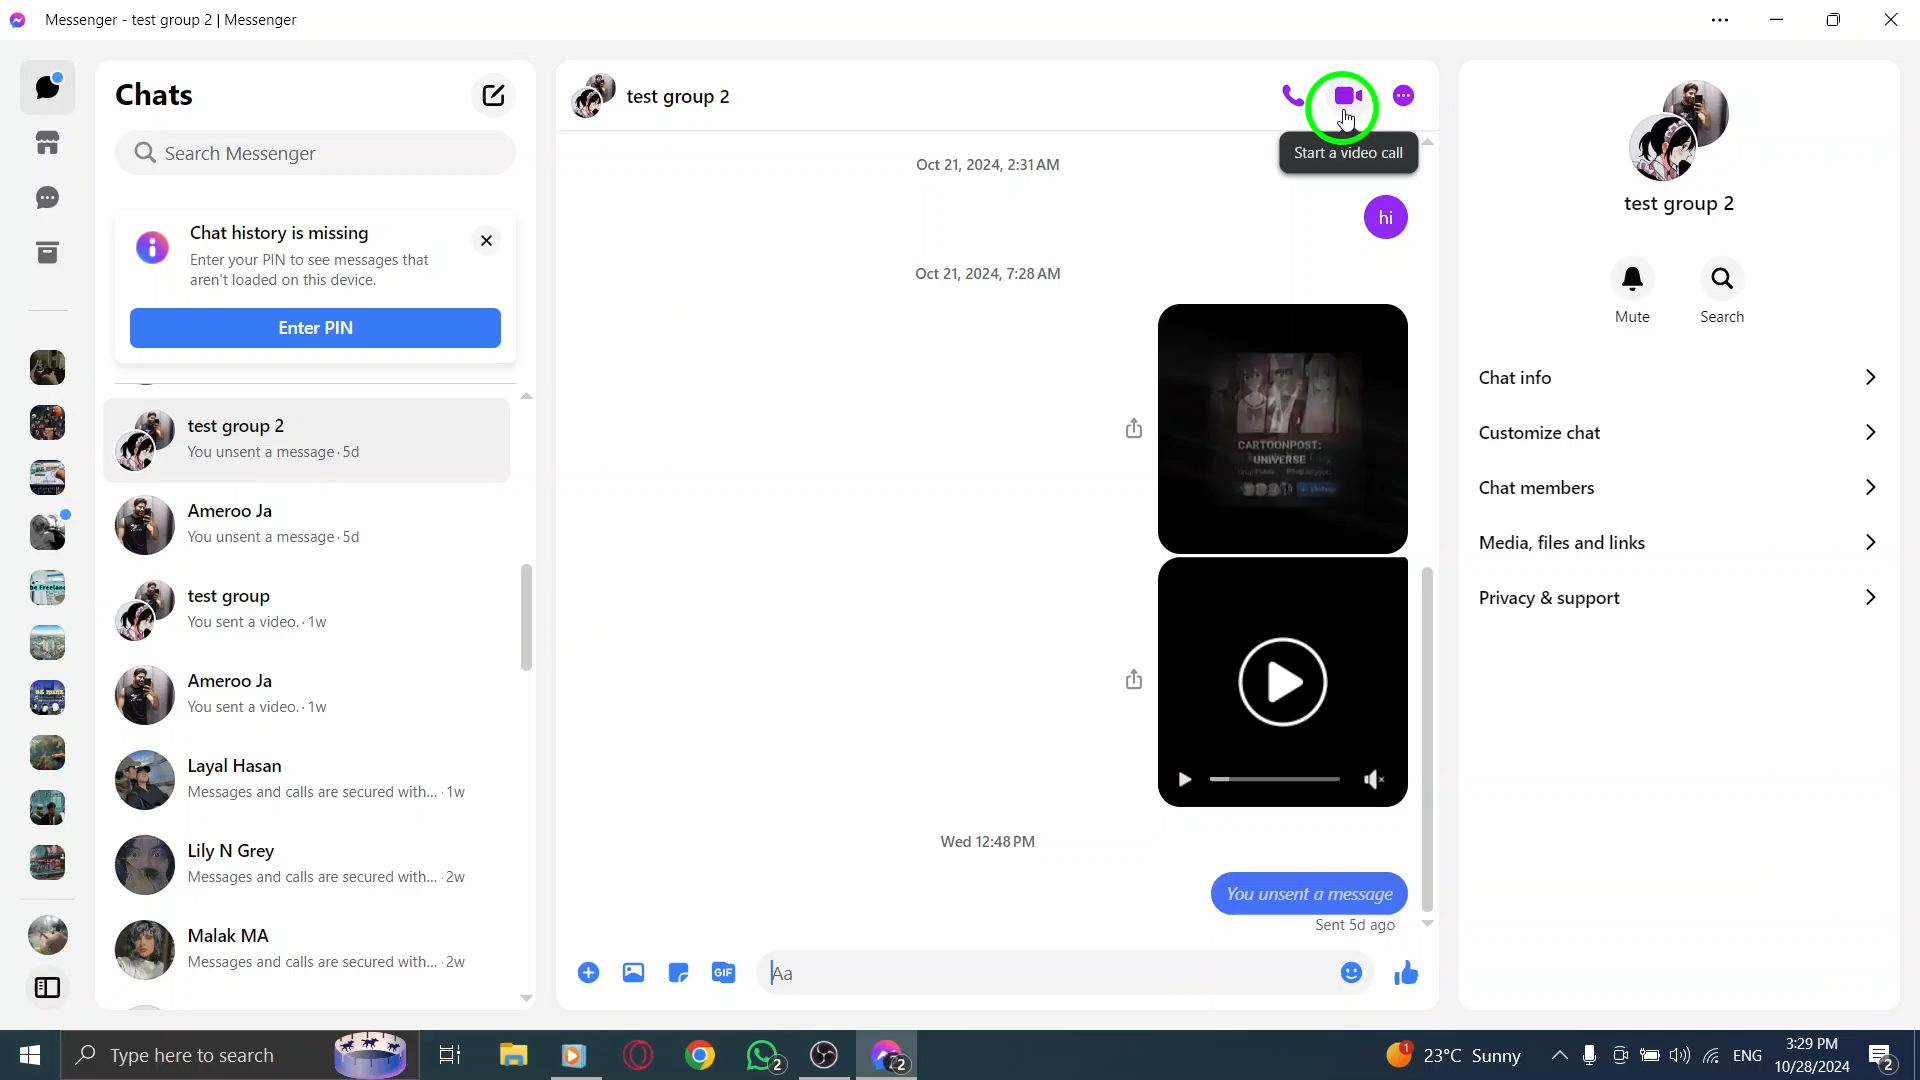 Messenger - test group 2 | Messenger
Chats
Search Messenger
Chat history is missing
Enter your PIN to see messages that
aren't loaded on this device.
Enter PIN
test group 2
You unsent a message · 5d
Ameroo Ja
You unsent a message · 5d
test group
You sent a video. · 1w
Ameroo Ja
You sent a video. · 1w
Layal Hasan
Messages and calls are secured with... · 1w
Lily N Grey
Messages and calls are secured with... · 2w
Malak MA
Messages and calls are secured with... · 2w
test group 2
Start a video call
Oct 21, 2024, 2:31 AM
hi
Oct 21, 2024, 7:28 AM
CARTOONPOST:
UNIVERSE
Wed 12:48 PM
You unsent a message
Sent 5d ago
GIF
Aa
test group 2
Mute
Search
Chat info
Customize chat
Chat members
Media, files and links
Privacy & support
Type here to search
2
2
1
23°C Sunny
ENG
3:29 PM
10/28/2024
2